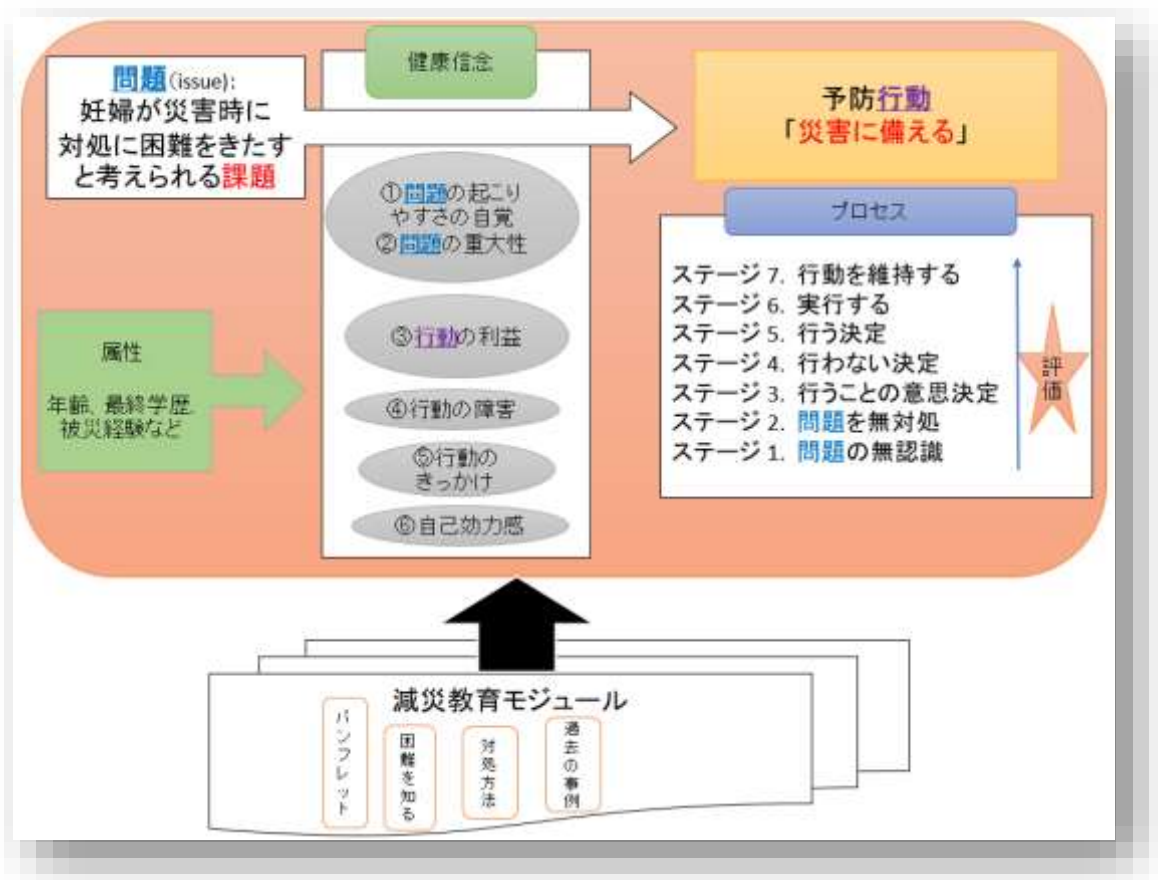 健康信念
問題(issue):
妊婦が災害時に
対処に困難をきたす
と考えられる課題
予防行動
「災害に備える」
①問題の起こり
やすさの自覚
②問題の重大性
③行動の利益
④行動の障害
⑤行動の
きっかけ
⑥自己効力感
属性
年齢、最終学歴、
被災経験など
プロセス
ステージ 7. 行動を維持する
ステージ 6. 実行する
ステージ 5. 行う決定
ステージ 4. 行わない決定
ステージ 3. 行うことの意思決定
ステージ 2. 問題を無対処
ステージ 1. 問題の無認識
評価
減災教育モジュール
パンフレット
困難を知る
対処方法
過去の事例